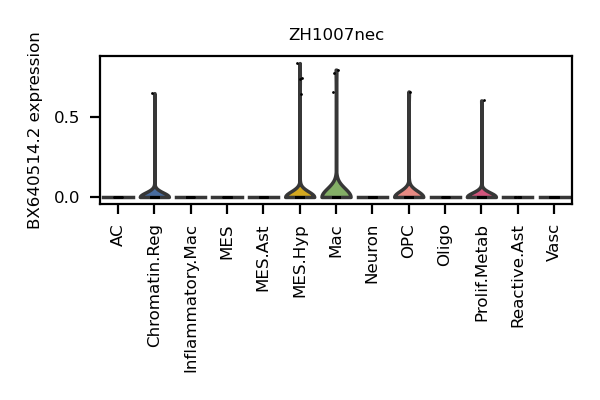 ZH1007nec
BX640514.2 expression
0.5
0.0
AC
Chromatin.Reg
Inflammatory.Mac
MES
MES.Ast
MES.Hyp
Mac
Neuron
OPC
Oligo
Prolif.Metab
Reactive.Ast
Vasc